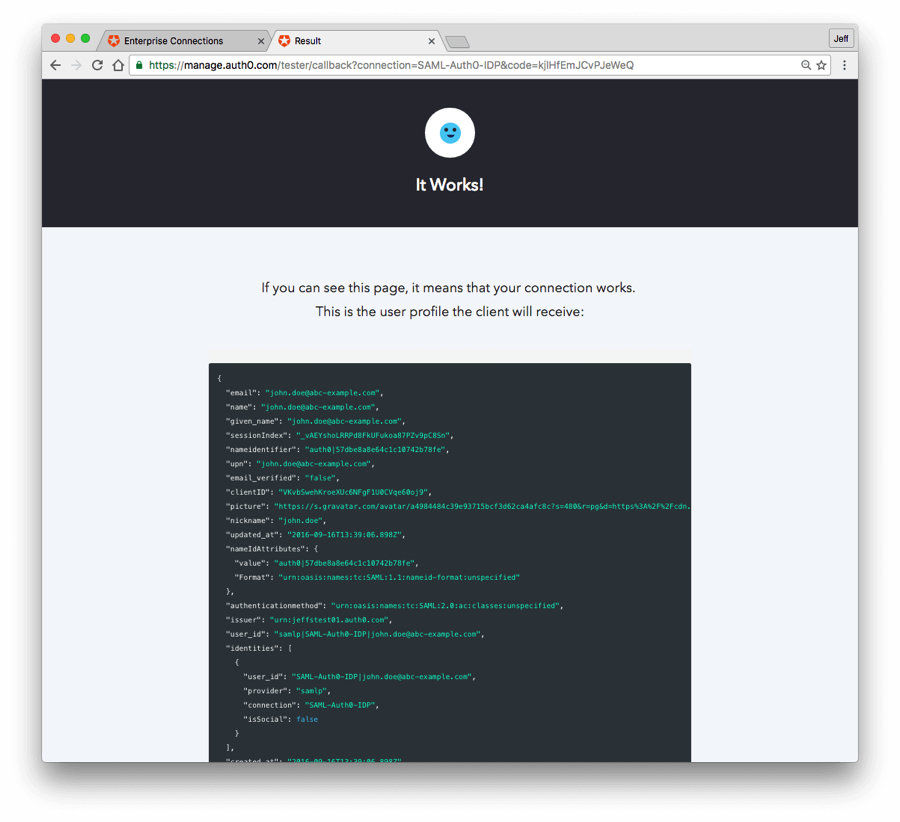 Enterprise Connections
Result
Jeff
https://manage.auth0.com/tester/callback?connection=SAML-Auth0-IDP&code=kjlHfEmJCvPJeWeQ
It Works!
If you can see this page, it means that your connection works.
This is the user profile the client will receive:
{
"email": "john.doe@abc-example.com",
"name": "john.doe@abc-example.com",
"given_name": "john.doe@abc-example.com",
"sessionIndex": "_vAEYshoLRRPd8FkUFukoa87PZv9pC8Sn",
"nameidentifier": "auth0|57dbe8a8e64c1c10742b78fe",
"upn": "john.doe@abc-example.com",
"email_verified": "false",
"clientID": "VKvbSwehKroeXUc6NFgF1U0CVqe60oj9",
"picture": "https://s.gravatar.com/avatar/a4984484c39e93715bcf3d62ca4afc8c?s=480&r=pg&d=https%3A%2F%2Fcdn.
"nickname": "john.doe",
"updated_at": "2016-09-16T13:39:06.898Z",
"nameIdAttributes": {
"value": "auth0|57dbe8a8e64c1c10742b78fe",
"Format": "urn:oasis:names:tc:SAML:1.1:nameid-format:unspecified"
},
"authenticationmethod": "urn:oasis:names:tc:SAML:2.0:ac:classes:unspecified",
"issuer": "urn:jeffstest01.auth0.com",
"user_id": "samlp|SAML-Auth0-IDP|john.doe@abc-example.com",
"identities": [
{
"user_id": "SAML-Auth0-IDP|john.doe@abc-example.com",
"provider": "samlp",
"connection": "SAML-Auth0-IDP",
"isSocial": false
}
],
"created_at": "2016-09-16T13:39:06.898Z",